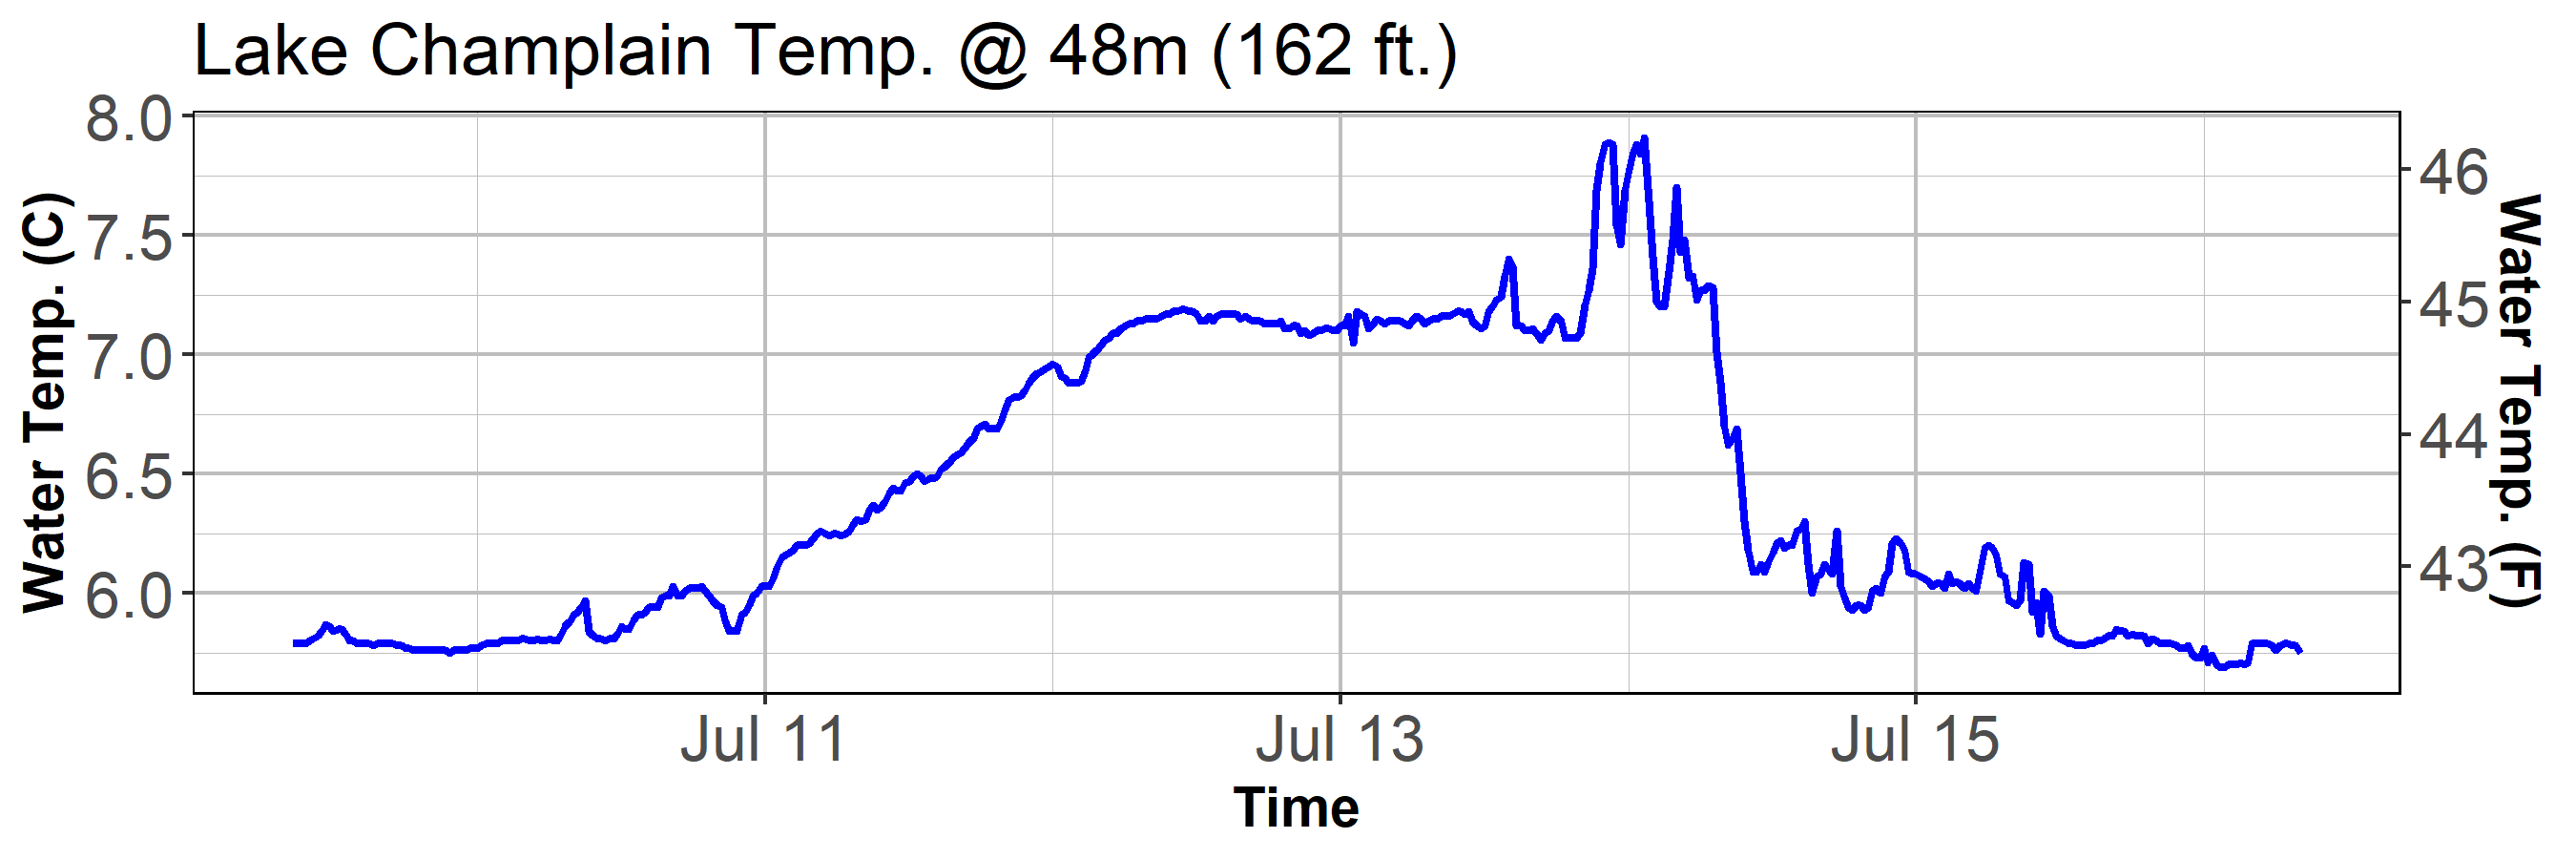 Lake Champlain Temp. @ 48m (162 ft.)
Water Temp. (C)
8.0
7.5
7.0
6.5
6.0
46
45
44
43
Water Temp. (F)
Jul 11
Jul 13
Jul 15
Time